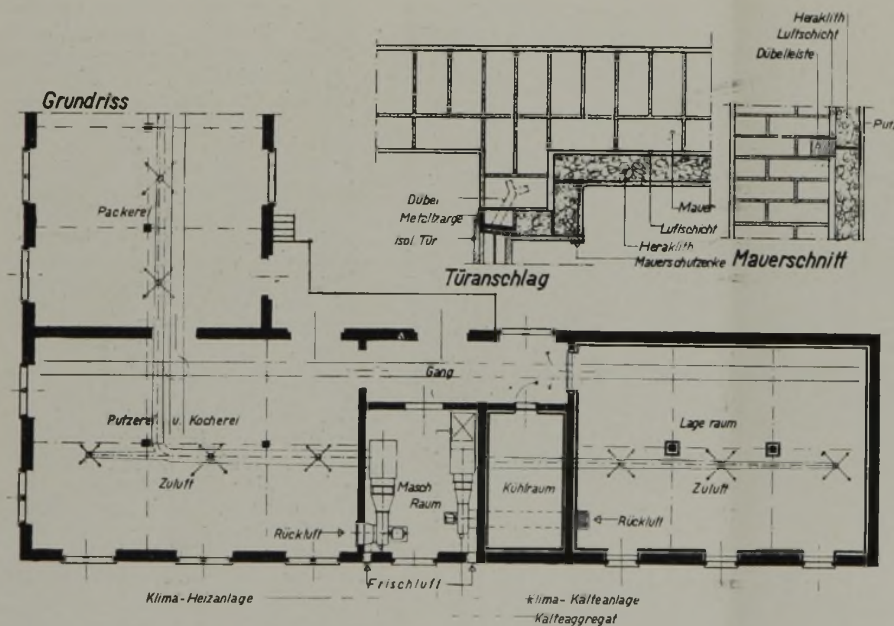 Grundriss
Packerei
Putzerei u. Kocherei
Zuluft
Rückluft
Gang
Masch
Raum
Kühlraum
Lage raum
Zuluft
Rückluft
Frischluft
Klima-Heizanlage
klima-Kälteanlage
Kälteaggregat
Dübel
Metallzarge
isol. Tür
Türanschlag
Mauer
Luftschicht
Heraklith
Mauerschutzecke
Heraklith
Luftschicht
Dübelleiste
Putz
Mauerschnitt